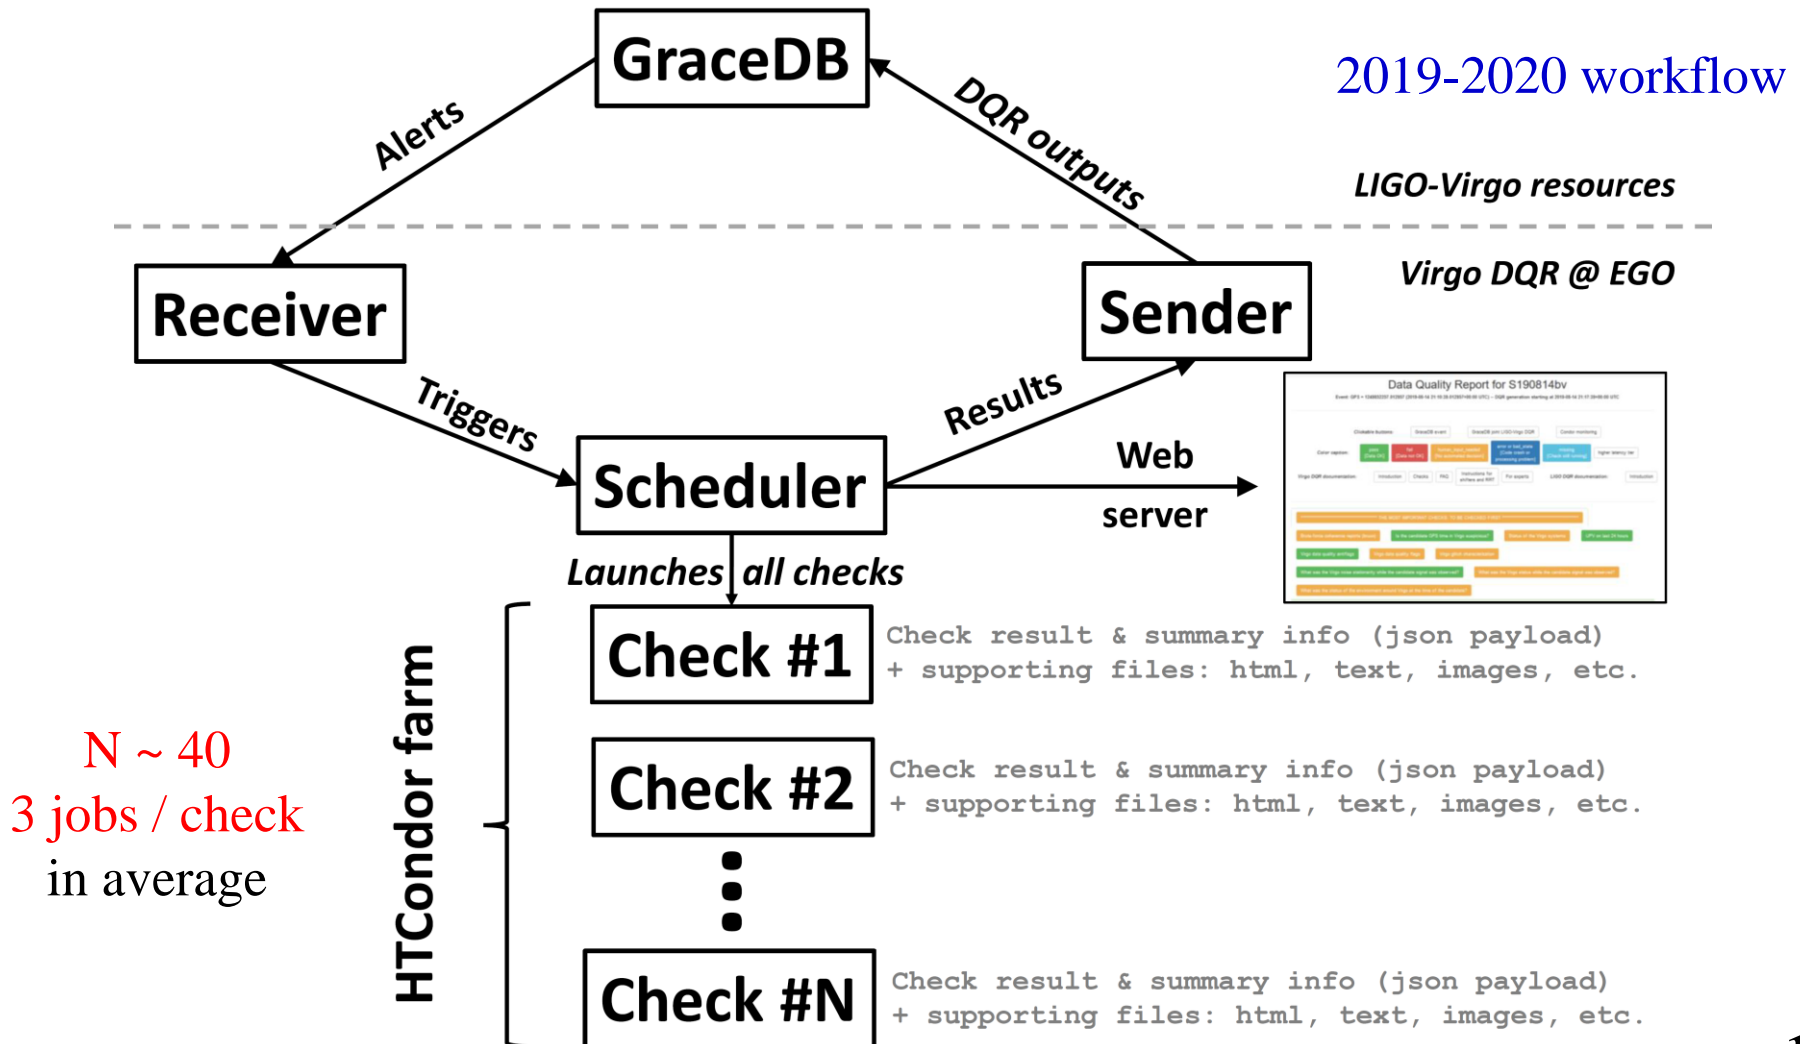 GraceDB
2019-2020 workflow
Alerts
DQR outputs
LIGO-Virgo resources
Virgo DQR @ EGO
Receiver
Sender
Triggers
Results
Scheduler
Web
server
Data Quality Report for S190814bv
Launches all checks
HTCondor farm
N ~ 40
3 jobs / check
in average
Check #1
Check result & summary info (json payload)
+ supporting files: html, text, images, etc.
Check #2
Check result & summary info (json payload)
+ supporting files: html, text, images, etc.
Check #N
Check result & summary info (json payload)
+ supporting files: html, text, images, etc.